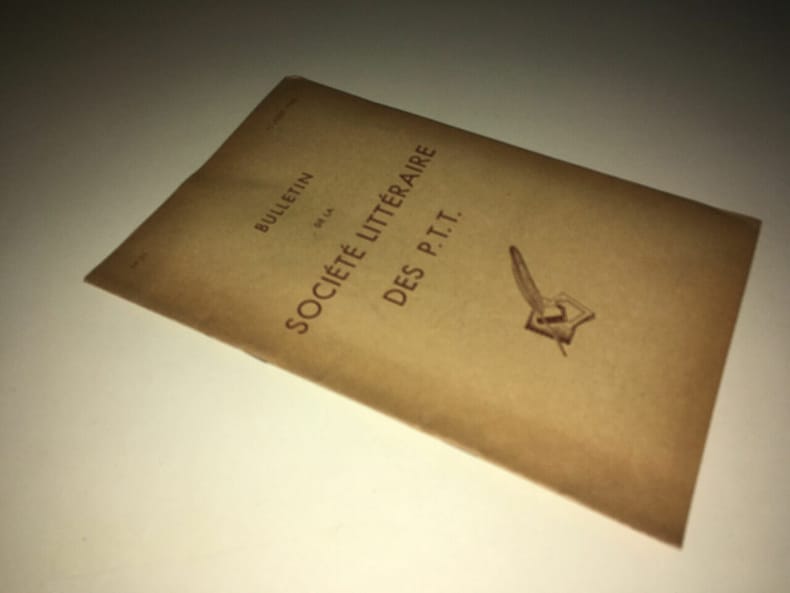 BULLETIN
DE LA
SOCIÉTÉ LITTÉRAIRE
DES P.T.T.